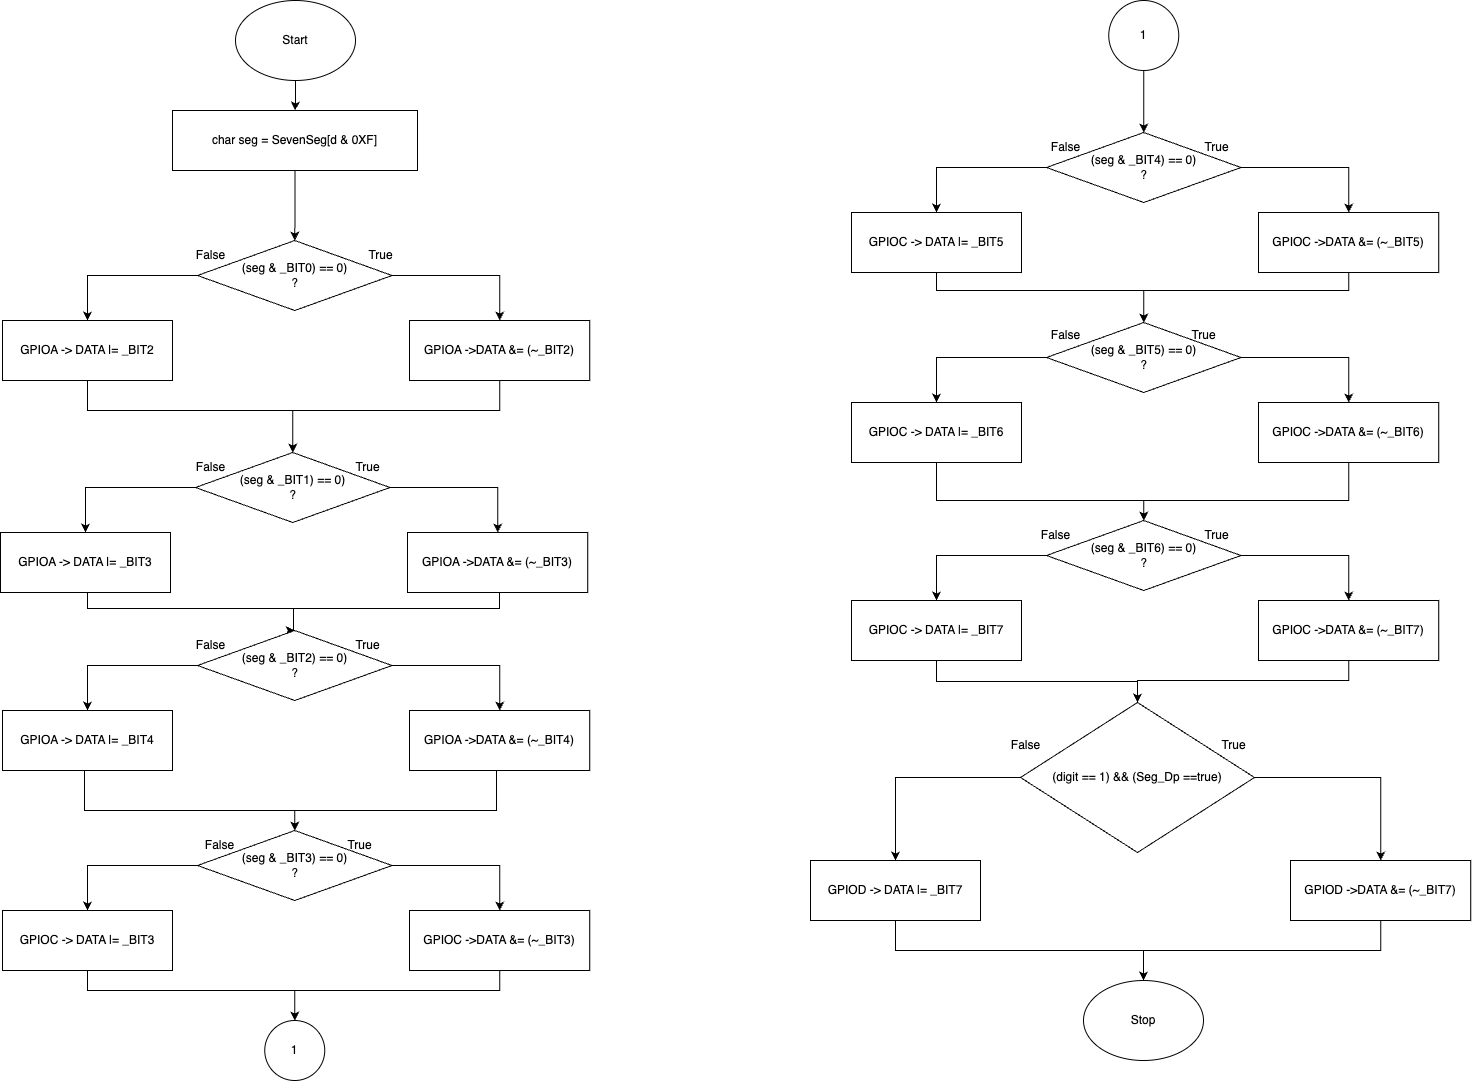 Start
char seg = SevenSeg[d & 0XF]
False
True
(seg & _BIT0) == 0)
?
GPIOA -> DATA |= _BIT2
GPIOA ->DATA &= (~_BIT2)
False
True
(seg & _BIT1) == 0)
?
GPIOA -> DATA |= _BIT3
GPIOA ->DATA &= (~_BIT3)
False
True
(seg & _BIT2) == 0)
?
GPIOA -> DATA |= _BIT4
GPIOA ->DATA &= (~_BIT4)
False
True
(seg & _BIT3) == 0)
?
GPIOC -> DATA |= _BIT3
GPIOC ->DATA &= (~_BIT3)
1
1
False
True
(seg & _BIT4) == 0)
?
GPIOC -> DATA |= _BIT5
GPIOC ->DATA &= (~_BIT5)
False
True
(seg & _BIT5) == 0)
?
GPIOC -> DATA |= _BIT6
GPIOC ->DATA &= (~_BIT6)
False
True
(seg & _BIT6) == 0)
?
GPIOC -> DATA |= _BIT7
GPIOC ->DATA &= (~_BIT7)
False
True
(digit == 1) && (Seg_Dp ==true)
GPIOD -> DATA |= _BIT7
GPIOD ->DATA &= (~_BIT7)
Stop